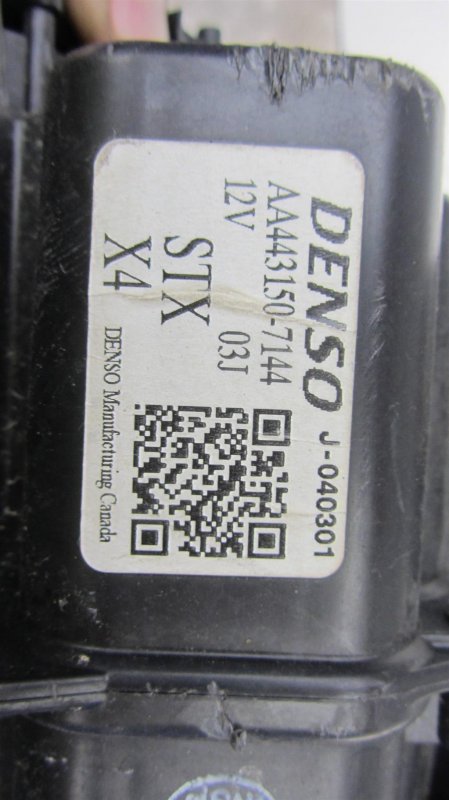 DENSO J-040301
AA443150-7144
12V 03J
STX
X4 DENSO Manufacturing Canada